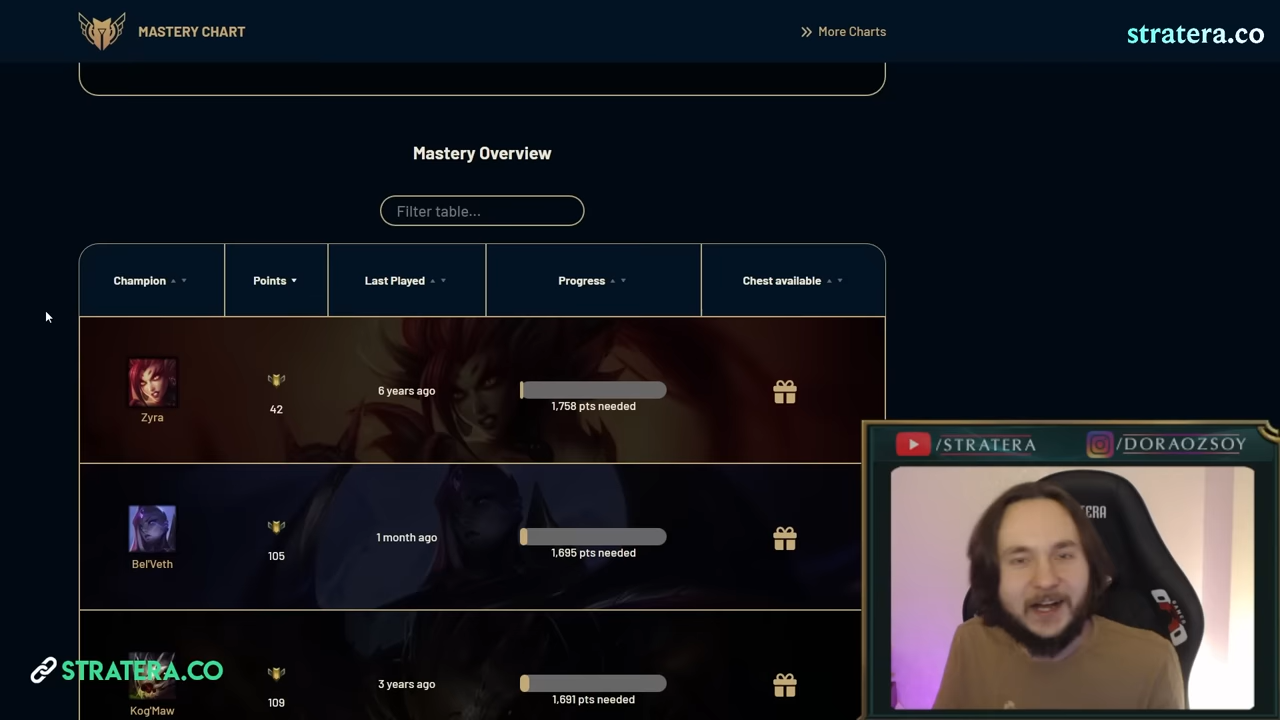 MASTERY CHART
More Charts
stratera.co
Mastery Overview
Filter table...
Champion
Points
Last Played
Progress
Chest available
Zyra
42
6 years ago
1,758 pts needed
Bel'Veth
105
1 month ago
1,695 pts needed
Kog'Maw
109
3 years ago
1,691 pts needed
STRATERA.CO
/STRATERA
/DORAOZSOY